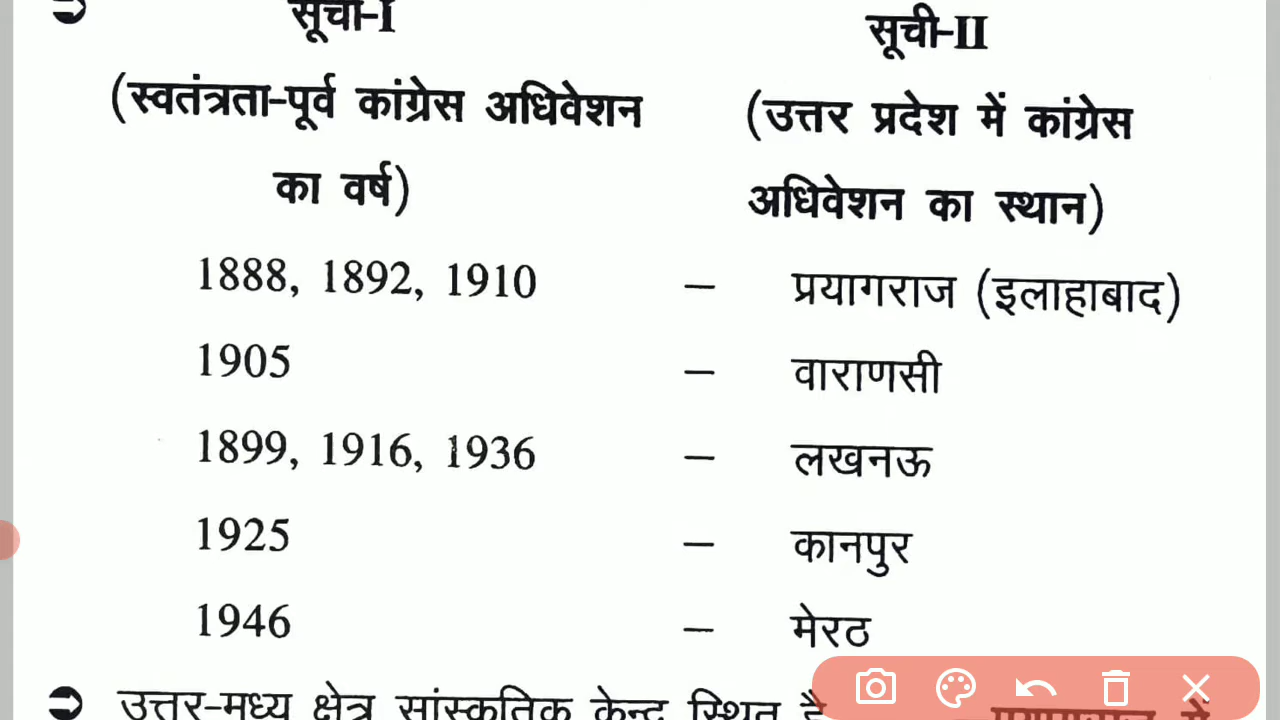 सूची-I सूची-II
(स्वतंत्रता-पूर्व कांग्रेस अधिवेशन (उत्तर प्रदेश में कांग्रेस
का वर्ष) अधिवेशन का स्थान)
1888, 1892, 1910 – प्रयागराज (इलाहाबाद)
1905 – वाराणसी
1899, 1916, 1936 – लखनऊ
1925 – कानपुर
1946 – मेरठ
उत्तर-मध्य क्षेत्र सांस्कृतिक केन्द्र स्थित है